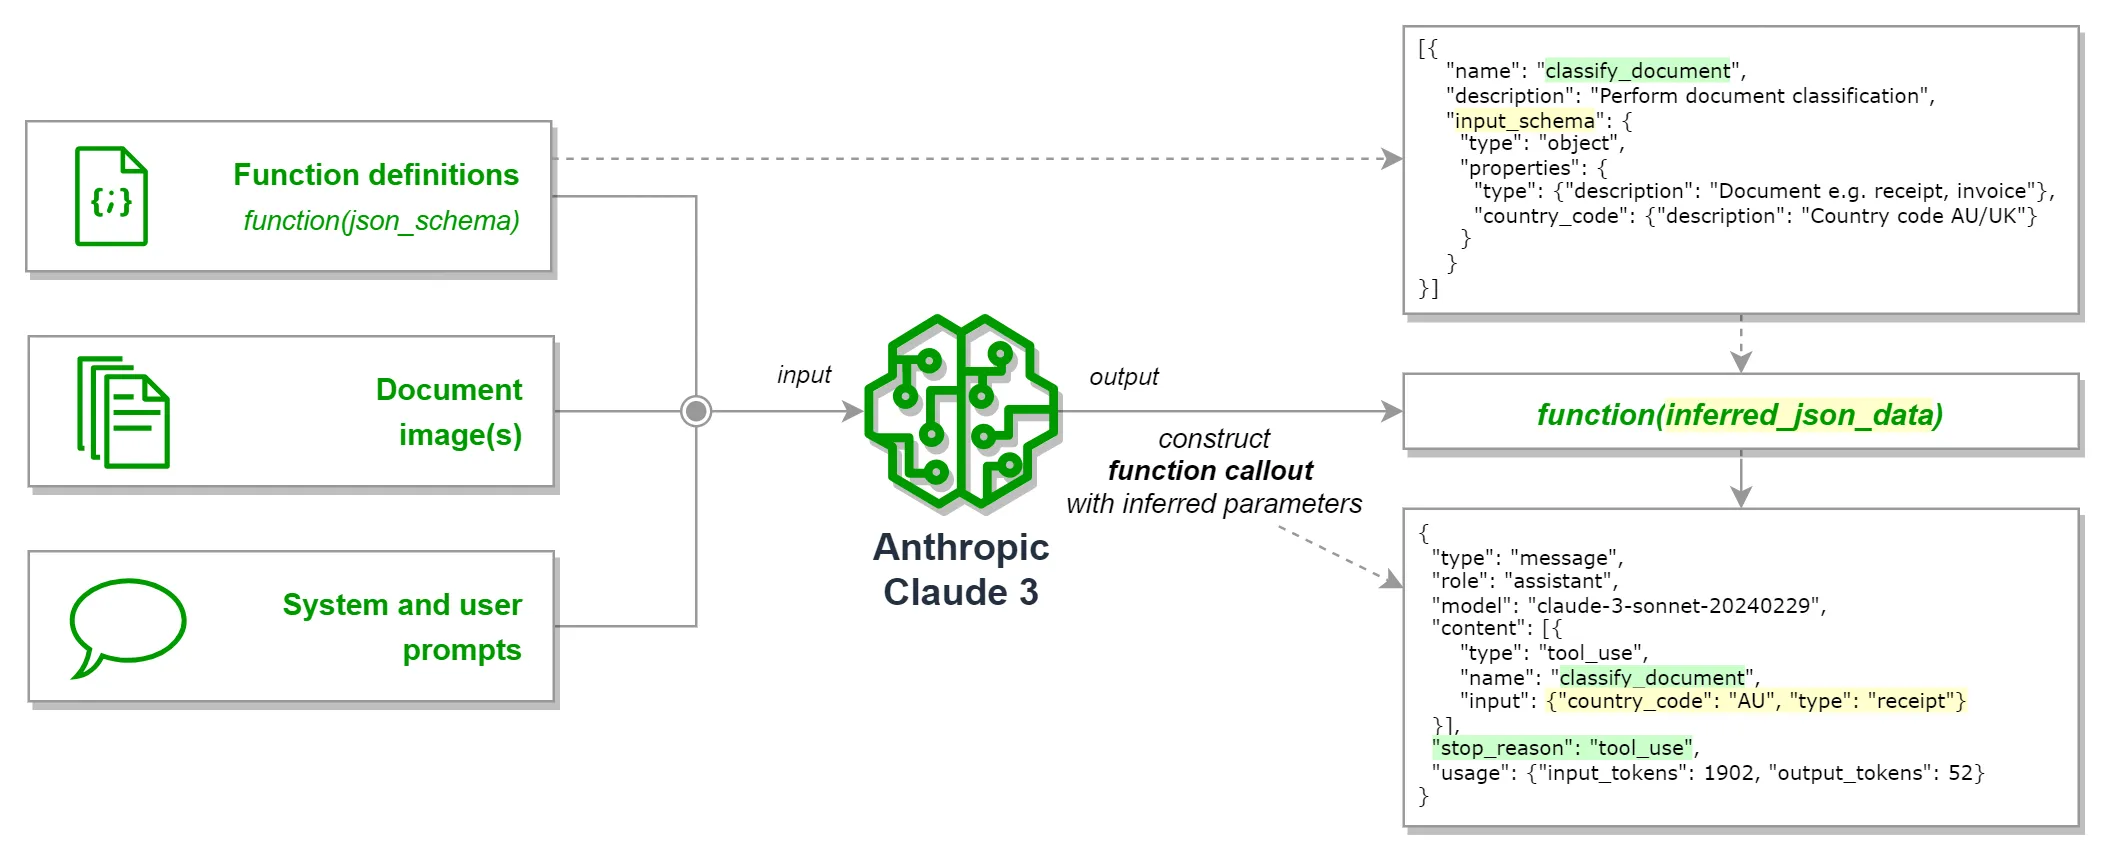 Function definitions
function(json_schema)
{;}
Document
image(s)
System and user
prompts
input
Anthropic
Claude 3
output
construct
function callout
with inferred parameters
[{
"name": "classify_document",
"description": "Perform document classification",
"input_schema": {
"type": "object",
"properties": {
"type": {"description": "Document e.g. receipt, invoice"},
"country_code": {"description": "Country code AU/UK"}
}
}
}]
function(inferred_json_data)
{
"type": "message",
"role": "assistant",
"model": "claude-3-sonnet-20240229",
"content": [{
"type": "tool_use",
"name": "classify_document",
"input": {"country_code": "AU", "type": "receipt"}
}],
"stop_reason": "tool_use",
"usage": {"input_tokens": 1902, "output_tokens": 52}
}